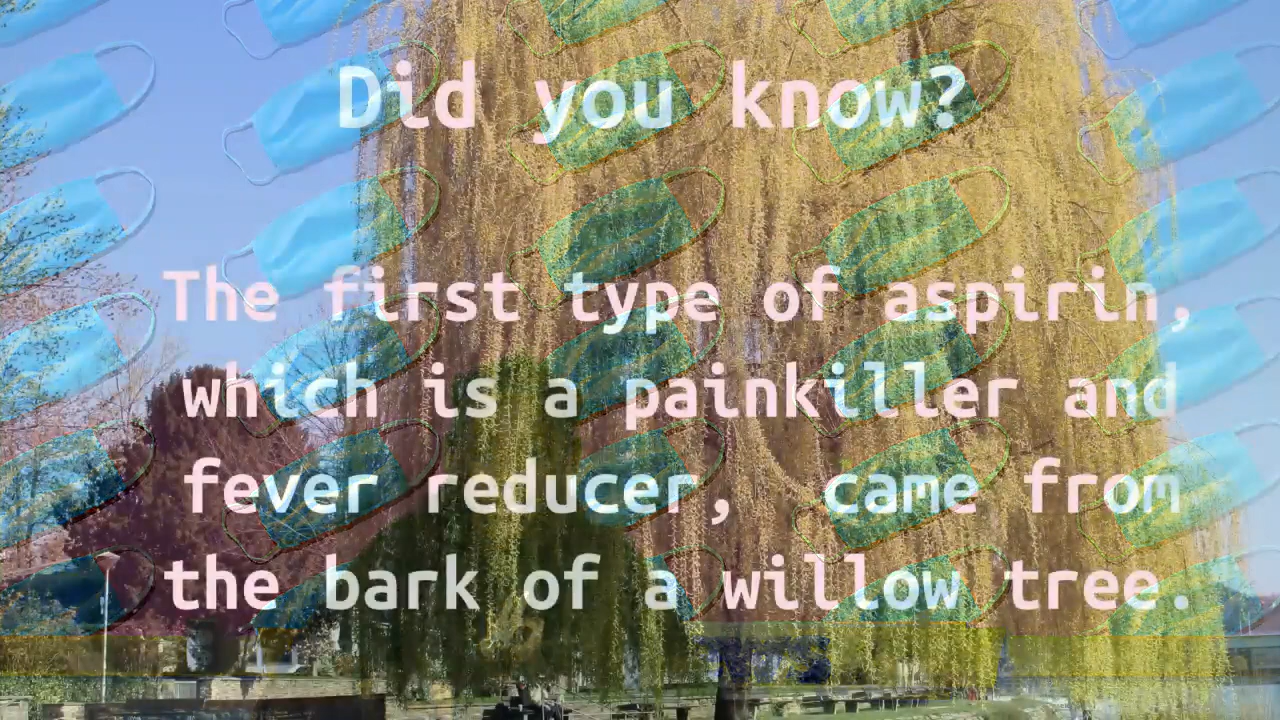 Did you know?
The first type of aspirin,
which is a painkiller and
fever reducer, came from
the bark of a willow tree.